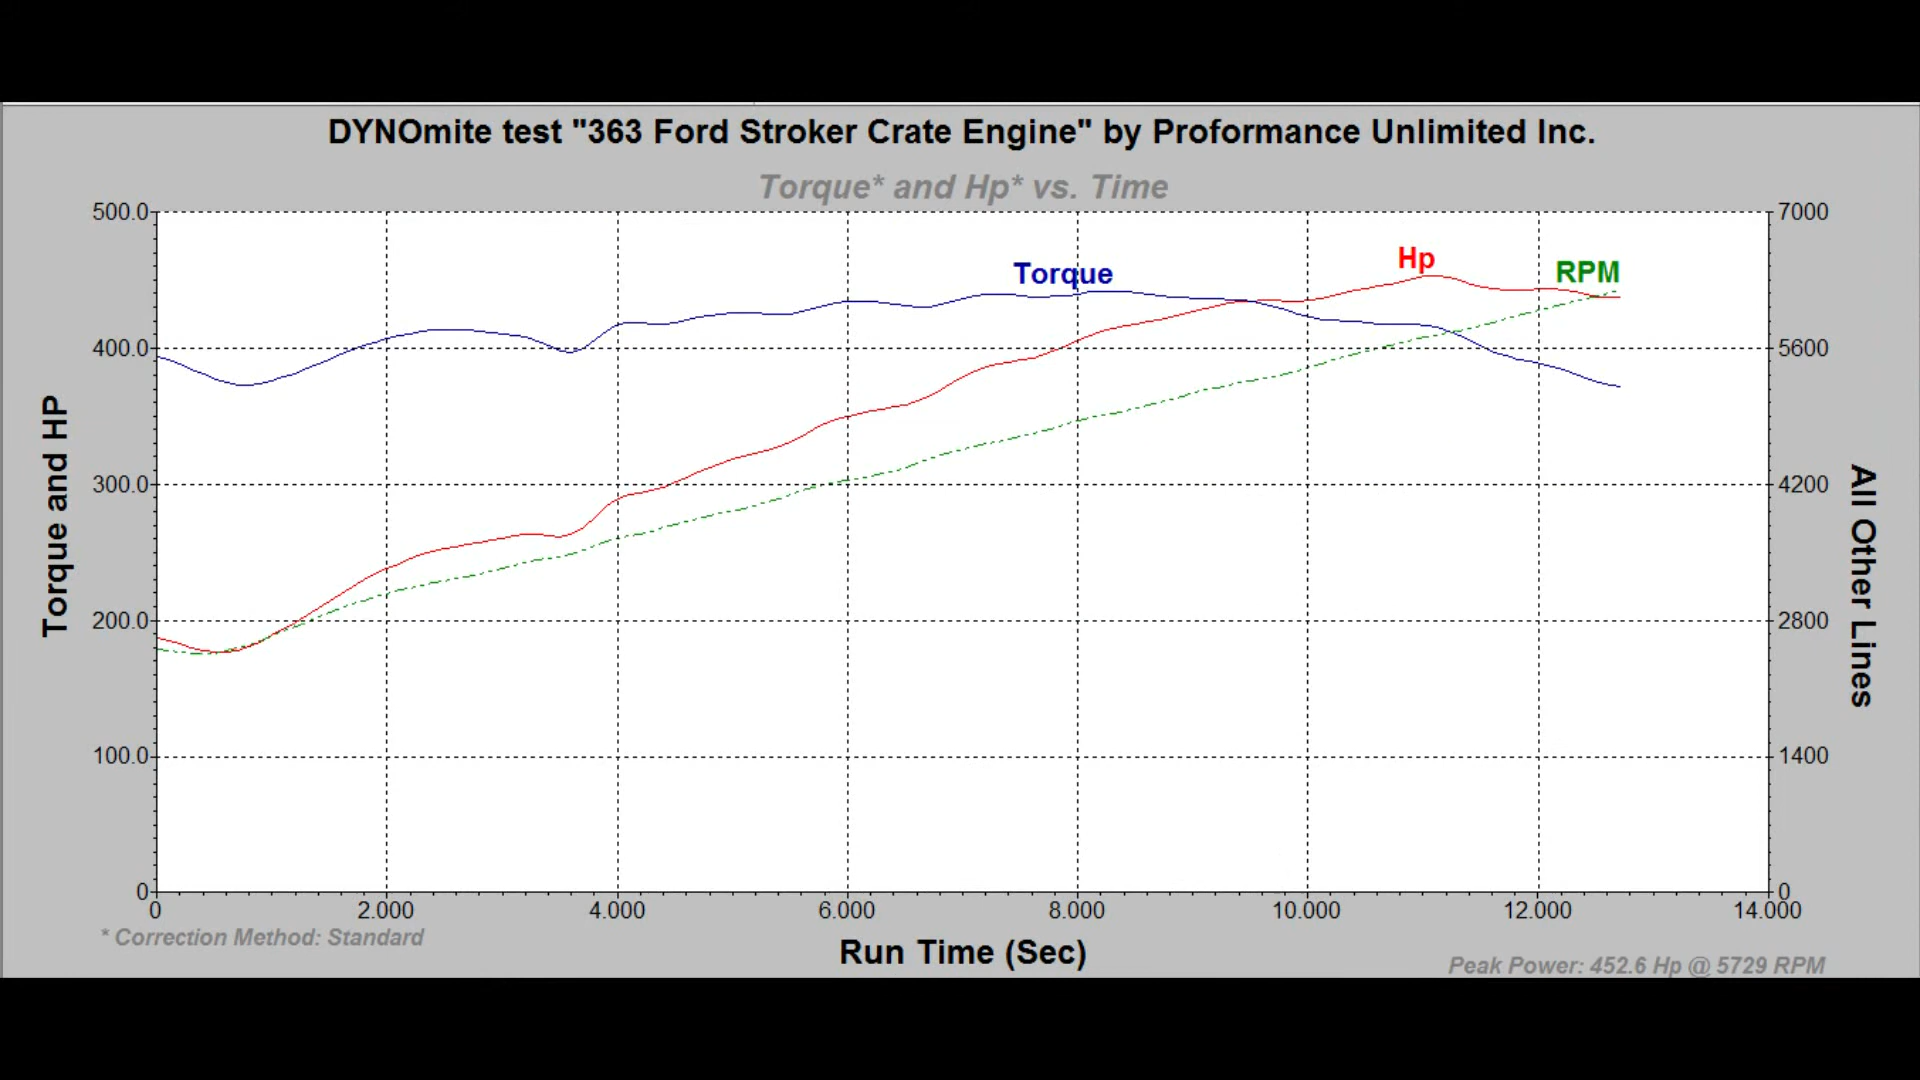 DYNOmite test "363 Ford Stroker Crate Engine" by Proformance Unlimited Inc.
Torque* and Hp* vs. Time
500.0
400.0
300.0
200.0
100.0
0
Torque and HP
Torque
Hp
RPM
7000
5600
4200
2800
1400
0
All Other Lines
0 2.000 4.000 6.000 8.000 10.000 12.000 14.000
* Correction Method: Standard
Run Time (Sec)
Peak Power: 452.6 Hp @ 5729 RPM